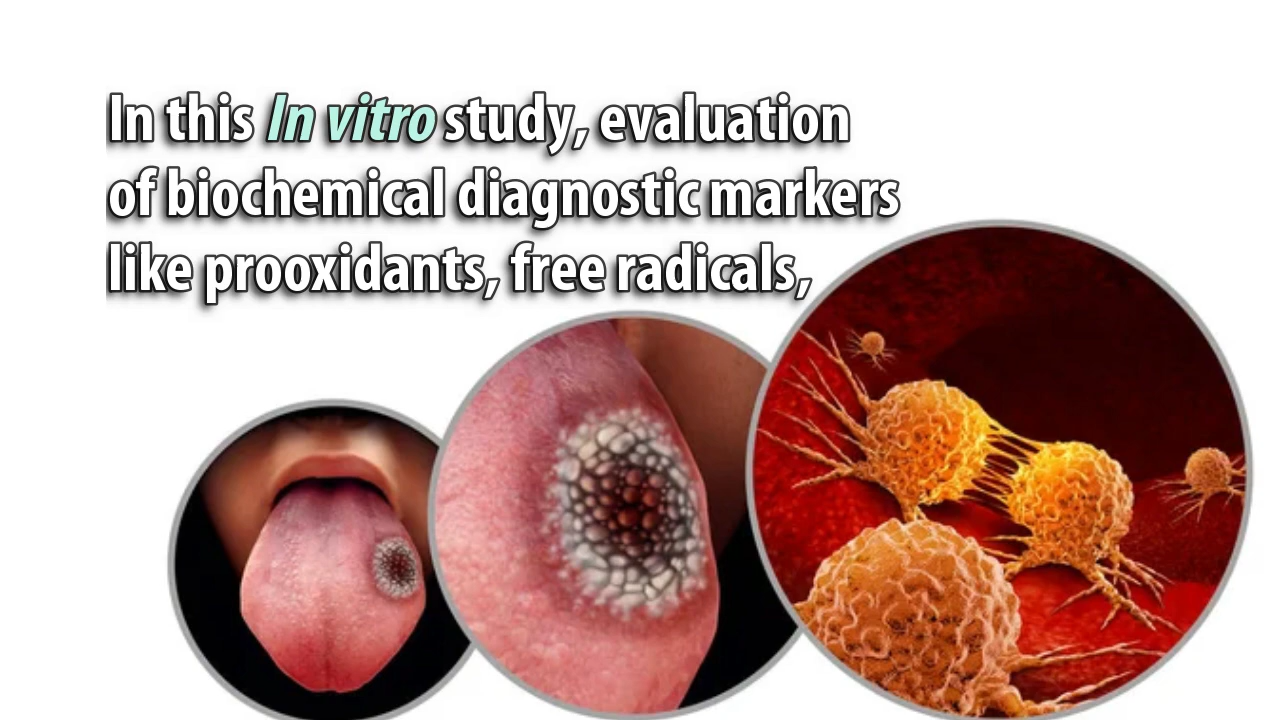 In this In vitro study, evaluation
of biochemical diagnostic markers
like prooxidants, free radicals,